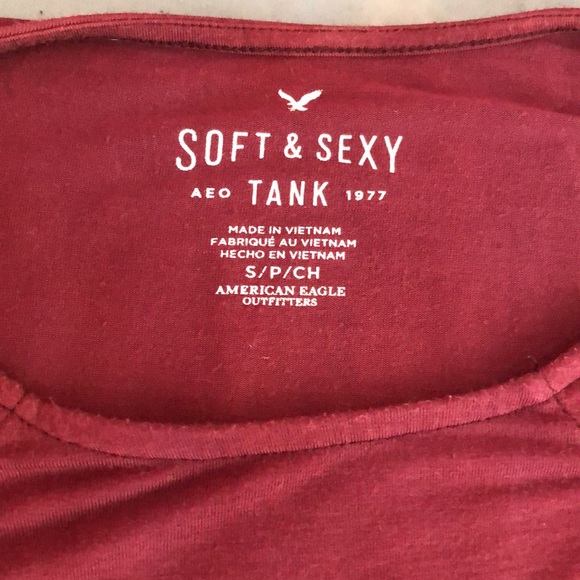 SOFT & SEXY
AEO TANK 1977
MADE IN VIETNAM
FABRIQUÉ AU VIETNAM
HECHO EN VIETNAM
S/P/CH
AMERICAN EAGLE
OUTFITTERS